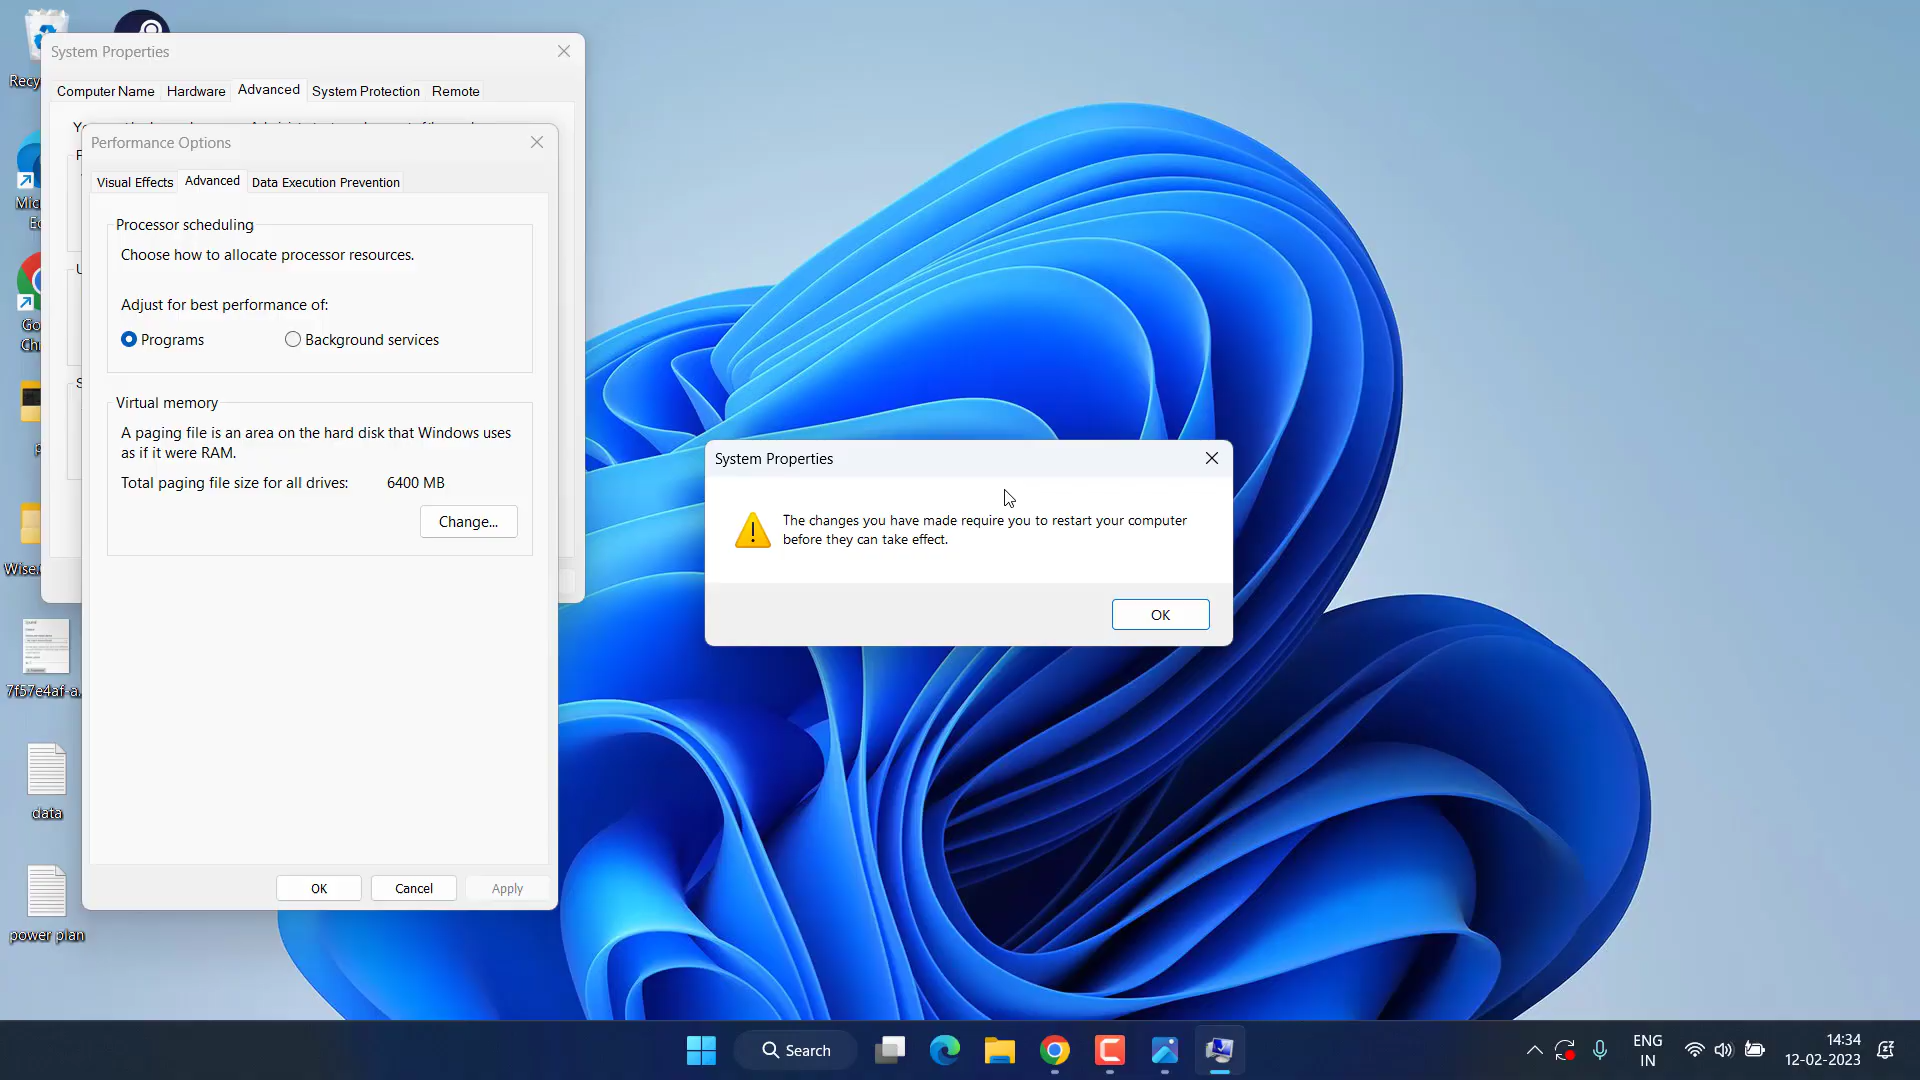 System Properties
Computer Name
Hardware
Advanced
System Protection
Remote
Performance Options
Visual Effects
Advanced
Data Execution Prevention
Processor scheduling
Choose how to allocate processor resources.
Adjust for best performance of:
Programs
Background services
Virtual memory
A paging file is an area on the hard disk that Windows uses
as if it were RAM.
Total paging file size for all drives:
6400 MB
Change...
OK
Cancel
Apply
System Properties
The changes you have made require you to restart your computer
before they can take effect.
OK
Recy
Mic
Go
Ch
Wise
7f57e4af-a.
data
power plan
Search
ENG
IN
14:34
12-02-2023